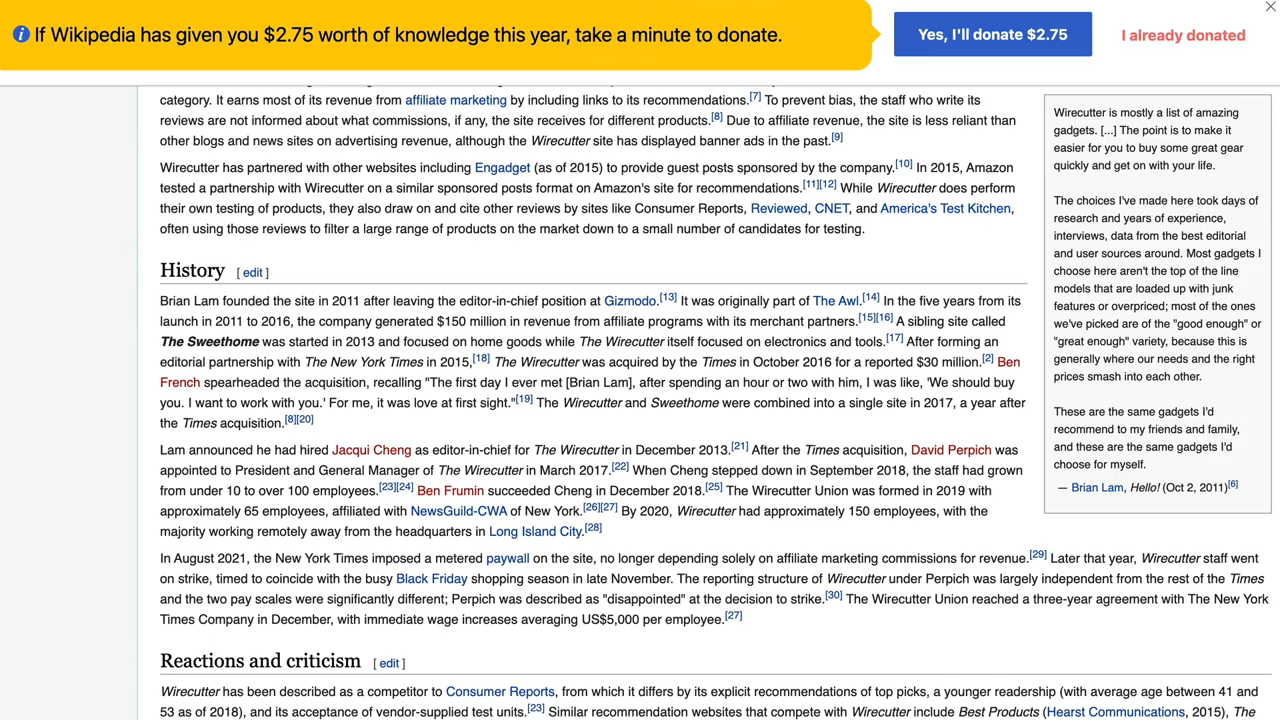 If Wikipedia has given you $2.75 worth of knowledge this year, take a minute to donate.
Yes, I'll donate $2.75
I already donated
category. It earns most of its revenue from affiliate marketing by including links to its recommendations.[7] To prevent bias, the staff who write its
reviews are not informed about what commissions, if any, the site receives for different products.[8] Due to affiliate revenue, the site is less reliant than
other blogs and news sites on advertising revenue, although the Wirecutter site has displayed banner ads in the past.[9]
Wirecutter has partnered with other websites including Engadget (as of 2015) to provide guest posts sponsored by the company.[10] In 2015, Amazon
tested a partnership with Wirecutter on a similar sponsored posts format on Amazon's site for recommendations.[11][12] While Wirecutter does perform
their own testing of products, they also draw on and cite other reviews by sites like Consumer Reports, Reviewed, CNET, and America's Test Kitchen,
often using those reviews to filter a large range of products on the market down to a small number of candidates for testing.
History [ edit ]
Brian Lam founded the site in 2011 after leaving the editor-in-chief position at Gizmodo.[13] It was originally part of The Awl.[14] In the five years from its
launch in 2011 to 2016, the company generated $150 million in revenue from affiliate programs with its merchant partners.[15][16] A sibling site called
The Sweethome was started in 2013 and focused on home goods while The Wirecutter itself focused on electronics and tools.[17] After forming an
editorial partnership with The New York Times in 2015,[18] The Wirecutter was acquired by the Times in October 2016 for a reported $30 million.[2] Ben
French spearheaded the acquisition, recalling "The first day I ever met [Brian Lam], after spending an hour or two with him, I was like, 'We should buy
you. I want to work with you.' For me, it was love at first sight."[19] The Wirecutter and Sweethome were combined into a single site in 2017, a year after
the Times acquisition.[8][20]
Lam announced he had hired Jacqui Cheng as editor-in-chief for The Wirecutter in December 2013.[21] After the Times acquisition, David Perpich was
appointed to President and General Manager of The Wirecutter in March 2017.[22] When Cheng stepped down in September 2018, the staff had grown
from under 10 to over 100 employees.[23][24] Ben Frumin succeeded Cheng in December 2018.[25] The Wirecutter Union was formed in 2019 with
approximately 65 employees, affiliated with NewsGuild-CWA of New York.[26][27] By 2020, Wirecutter had approximately 150 employees, with the
majority working remotely away from the headquarters in Long Island City.[28]
Wirecutter is mostly a list of amazing
gadgets. [...] The point is to make it
easier for you to buy some great gear
quickly and get on with your life.
The choices I've made here took days of
research and years of experience,
interviews, data from the best editorial
and user sources around. Most gadgets I
choose here aren't the top of the line
models that are loaded up with junk
features or overpriced; most of the ones
we've picked are of the "good enough" or
"great enough" variety, because this is
generally where our needs and the right
prices smash into each other.
These are the same gadgets I'd
recommend to my friends and family,
and these are the same gadgets I'd
choose for myself.
— Brian Lam, Hello! (Oct 2, 2011)[6]
In August 2021, the New York Times imposed a metered paywall on the site, no longer depending solely on affiliate marketing commissions for revenue.[29] Later that year, Wirecutter staff went
on strike, timed to coincide with the busy Black Friday shopping season in late November. The reporting structure of Wirecutter under Perpich was largely independent from the rest of the Times
and the two pay scales were significantly different; Perpich was described as "disappointed" at the decision to strike.[30] The Wirecutter Union reached a three-year agreement with The New York
Times Company in December, with immediate wage increases averaging US$5,000 per employee.[27]
Reactions and criticism [ edit ]
Wirecutter has been described as a competitor to Consumer Reports, from which it differs by its explicit recommendations of top picks, a younger readership (with average age between 41 and
53 as of 2018), and its acceptance of vendor-supplied test units.[23] Similar recommendation websites that compete with Wirecutter include Best Products (Hearst Communications, 2015), The